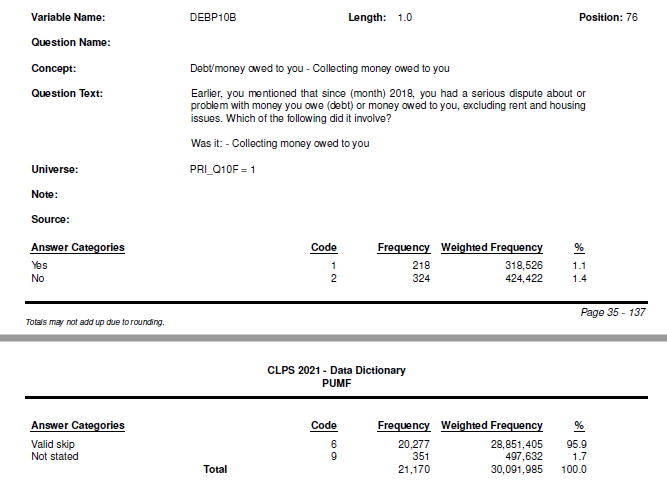 Variable Name: DEBP10B Length: 1.0 Position: 76
Question Name:
Concept: Debt/money owed to you - Collecting money owed to you
Question Text: Earlier, you mentioned that since (month) 2018, you had a serious dispute about or
problem with money you owe (debt) or money owed to you, excluding rent and housing
issues. Which of the following did it involve?
Was it: - Collecting money owed to you
Universe: PRI_Q10F = 1
Note:
Source:
Answer Categories Code Frequency Weighted Frequency %
Yes 1 218 318,526 1.1
No 2 324 424,422 1.4
Page 35 - 137
Totals may not add up due to rounding.
CLPS 2021 - Data Dictionary
PUMF
Answer Categories Code Frequency Weighted Frequency %
Valid skip 6 20,277 28,851,405 95.9
Not stated 9 351 497,632 1.7
Total 21,170 30,091,985 100.0